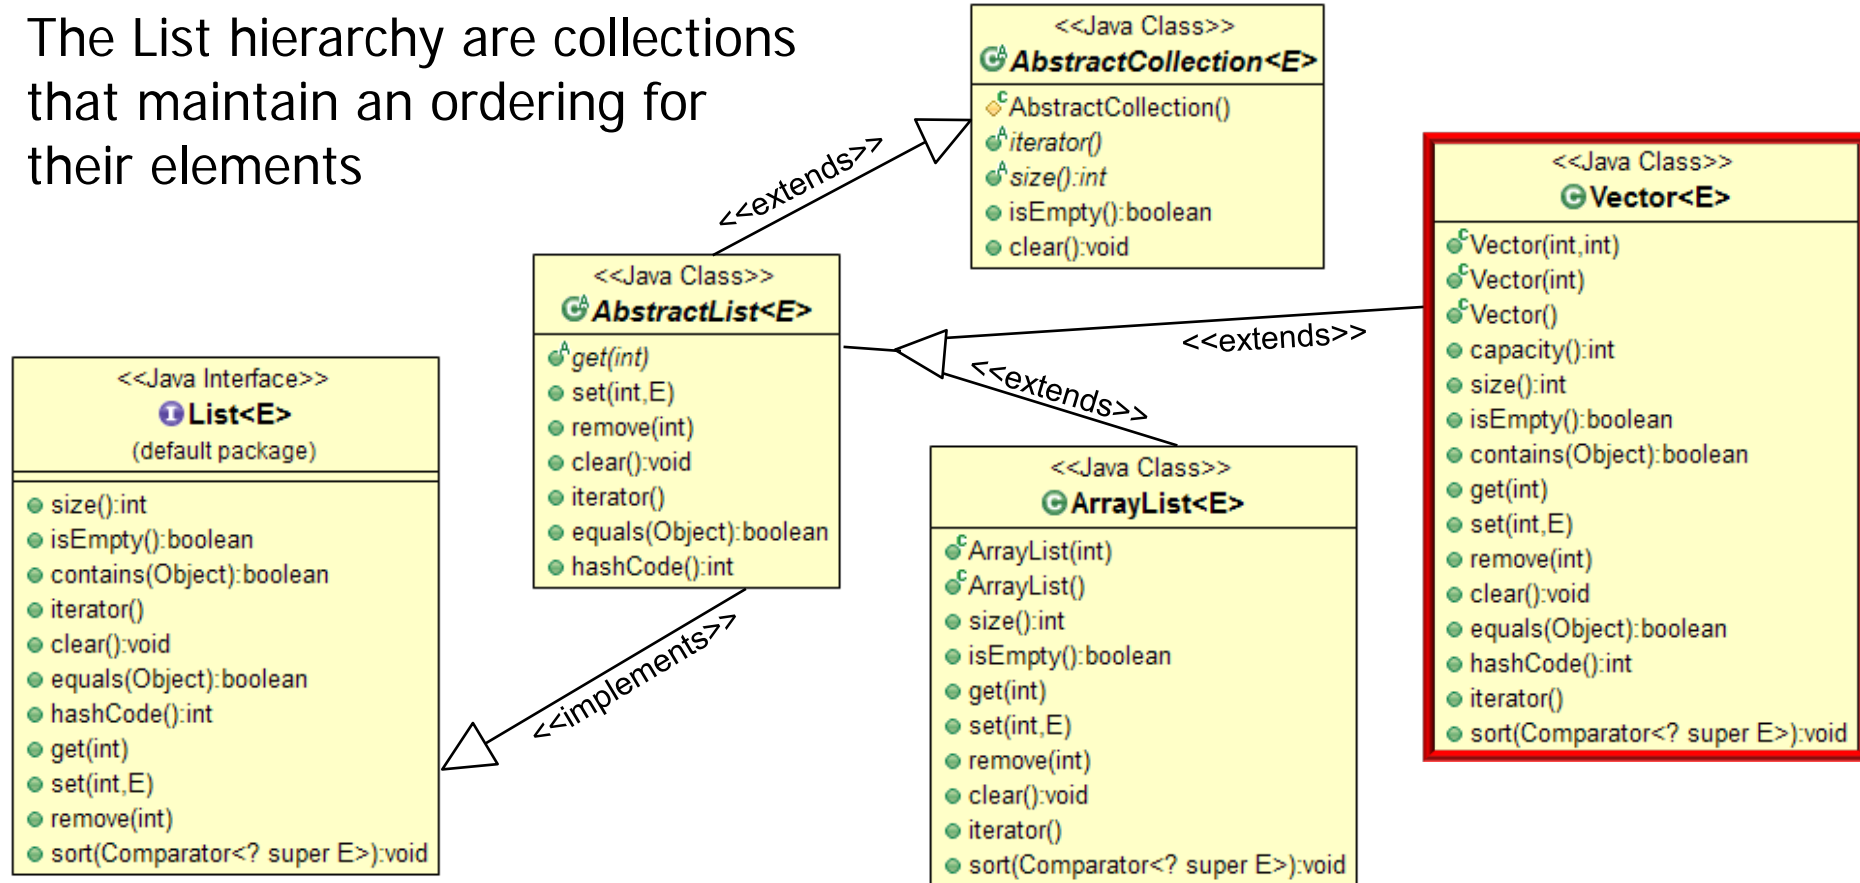 The List hierarchy are collections
that maintain an ordering for
their elements
<<Java Class>>
AbstractCollection<E>
AbstractCollection()
iterator()
size():int
isEmpty():boolean
clear():void
<<extends>>
<<Java Class>>
AbstractList<E>
get(int)
set(int,E)
remove(int)
clear():void
iterator()
equals(Object):boolean
hashCode():int
<<extends>>
<<extends>>
<<Java Class>>
Vector<E>
Vector(int,int)
Vector(int)
Vector()
capacity():int
size():int
isEmpty():boolean
contains(Object):boolean
get(int)
set(int,E)
remove(int)
clear():void
equals(Object):boolean
hashCode():int
iterator()
sort(Comparator<? super E>):void
<<Java Interface>>
List<E>
(default package)
size():int
isEmpty():boolean
contains(Object):boolean
iterator()
clear():void
equals(Object):boolean
hashCode():int
get(int)
set(int,E)
remove(int)
sort(Comparator<? super E>):void
<<implements>>
<<Java Class>>
ArrayList<E>
ArrayList(int)
ArrayList()
size():int
isEmpty():boolean
get(int)
set(int,E)
remove(int)
clear():void
iterator()
sort(Comparator<? super E>):void